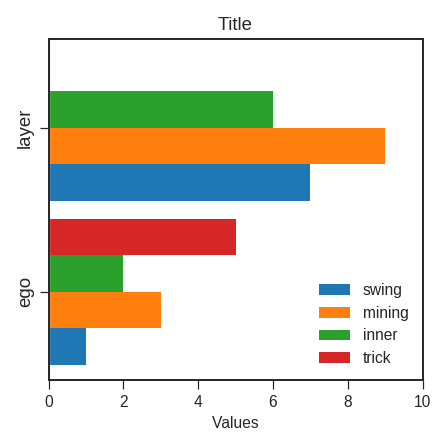 Title
layer
ego
swing
mining
inner
trick
0 2 4 6 8 10
Values